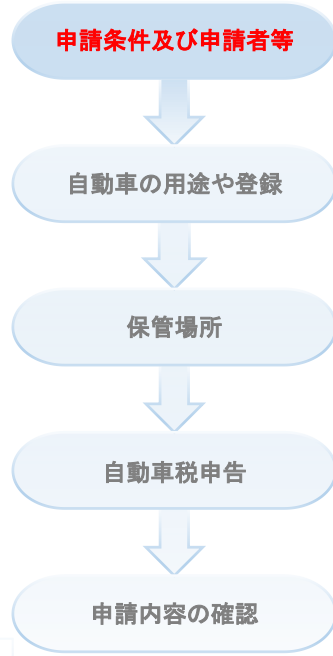 申請条件及び申請者等
自動車の用途や登録
保管場所
自動車税申告
申請内容の確認